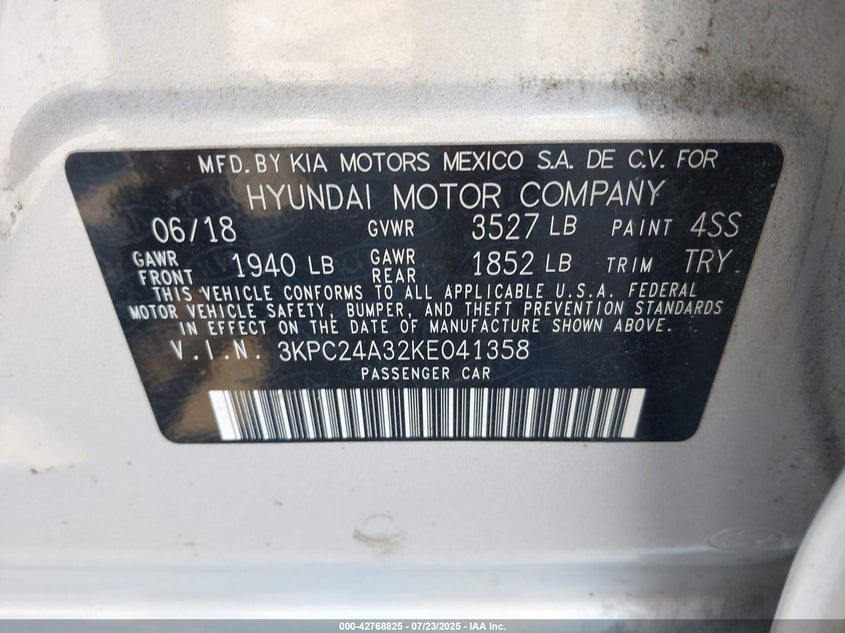 MFD. BY KIA MOTORS MEXICO S.A. DE C.V. FOR
HYUNDAI MOTOR COMPANY
06/18 GVWR 3527 LB PAINT 4SS
GAWR FRONT 1940 LB GAWR REAR 1852 LB TRIM TRY
THIS VEHICLE CONFORMS TO ALL APPLICABLE U.S.A. FEDERAL
MOTOR VEHICLE SAFETY, BUMPER, AND THEFT PREVENTION STANDARDS
IN EFFECT ON THE DATE OF MANUFACTURE SHOWN ABOVE.
V.I.N. 3KPC24A32KE041358
PASSENGER CAR
000-42768825 | 07/23/2025 - IAA Inc.